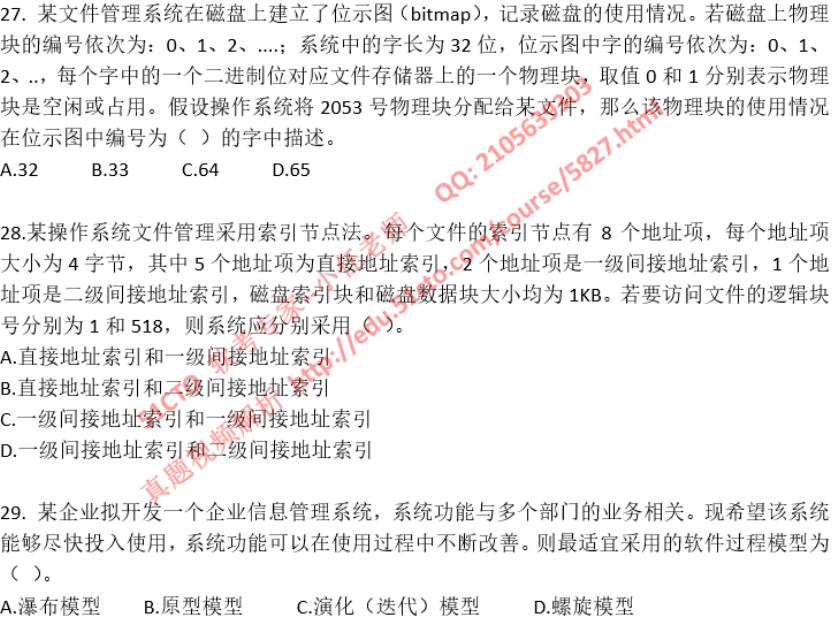 27. 某文件管理系统在磁盘上建立了位示图（bitmap），记录磁盘的使用情况。若磁盘上物理
块的编号依次为：0、1、2、....；系统中的字长为 32 位，位示图中字的编号依次为：0、1、
2、..，每个字中的一个二进制位对应文件存储器上的一个物理块，取值 0 和 1 分别表示物理
块是空闲或占用。假设操作系统将 2053 号物理块分配给某文件，那么该物理块的使用情况
在位示图中编号为（ ）的字中描述。
A.32 B.33 C.64 D.65
28.某操作系统文件管理采用索引节点法。每个文件的索引节点有 8 个地址项，每个地址项
大小为 4 字节，其中 5 个地址项为直接地址索引，2 个地址项是一级间接地址索引，1 个地
址项是二级间接地址索引，磁盘索引块和磁盘数据块大小均为 1KB。若要访问文件的逻辑块
号分别为 1 和 518，则系统应分别采用（ ）。
A.直接地址索引和一级间接地址索引
B.直接地址索引和二级间接地址索引
C.一级间接地址索引和一级间接地址索引
D.一级间接地址索引和二级间接地址索引
29. 某企业拟开发一个企业信息管理系统，系统功能与多个部门的业务相关。现希望该系统
能够尽快投入使用，系统功能可以在使用过程中不断改善。则最适宜采用的软件过程模型为
（ ）。
A.瀑布模型 B.原型模型 C.演化（迭代）模型 D.螺旋模型
51CTO 软考专家--小任老师 QQ: 2105633203
真题视频解析 http://edu.51cto.com/course/5827.html